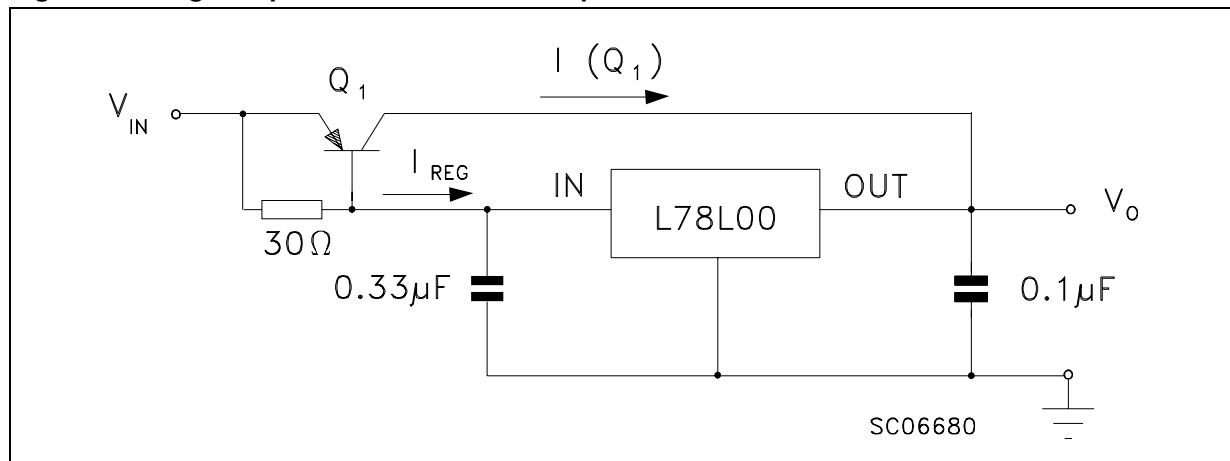 I (Q1)
Q1
VIN
IREG
IN
OUT
L78L00
VO
30Ω
0.33µF
0.1µF
SC06680